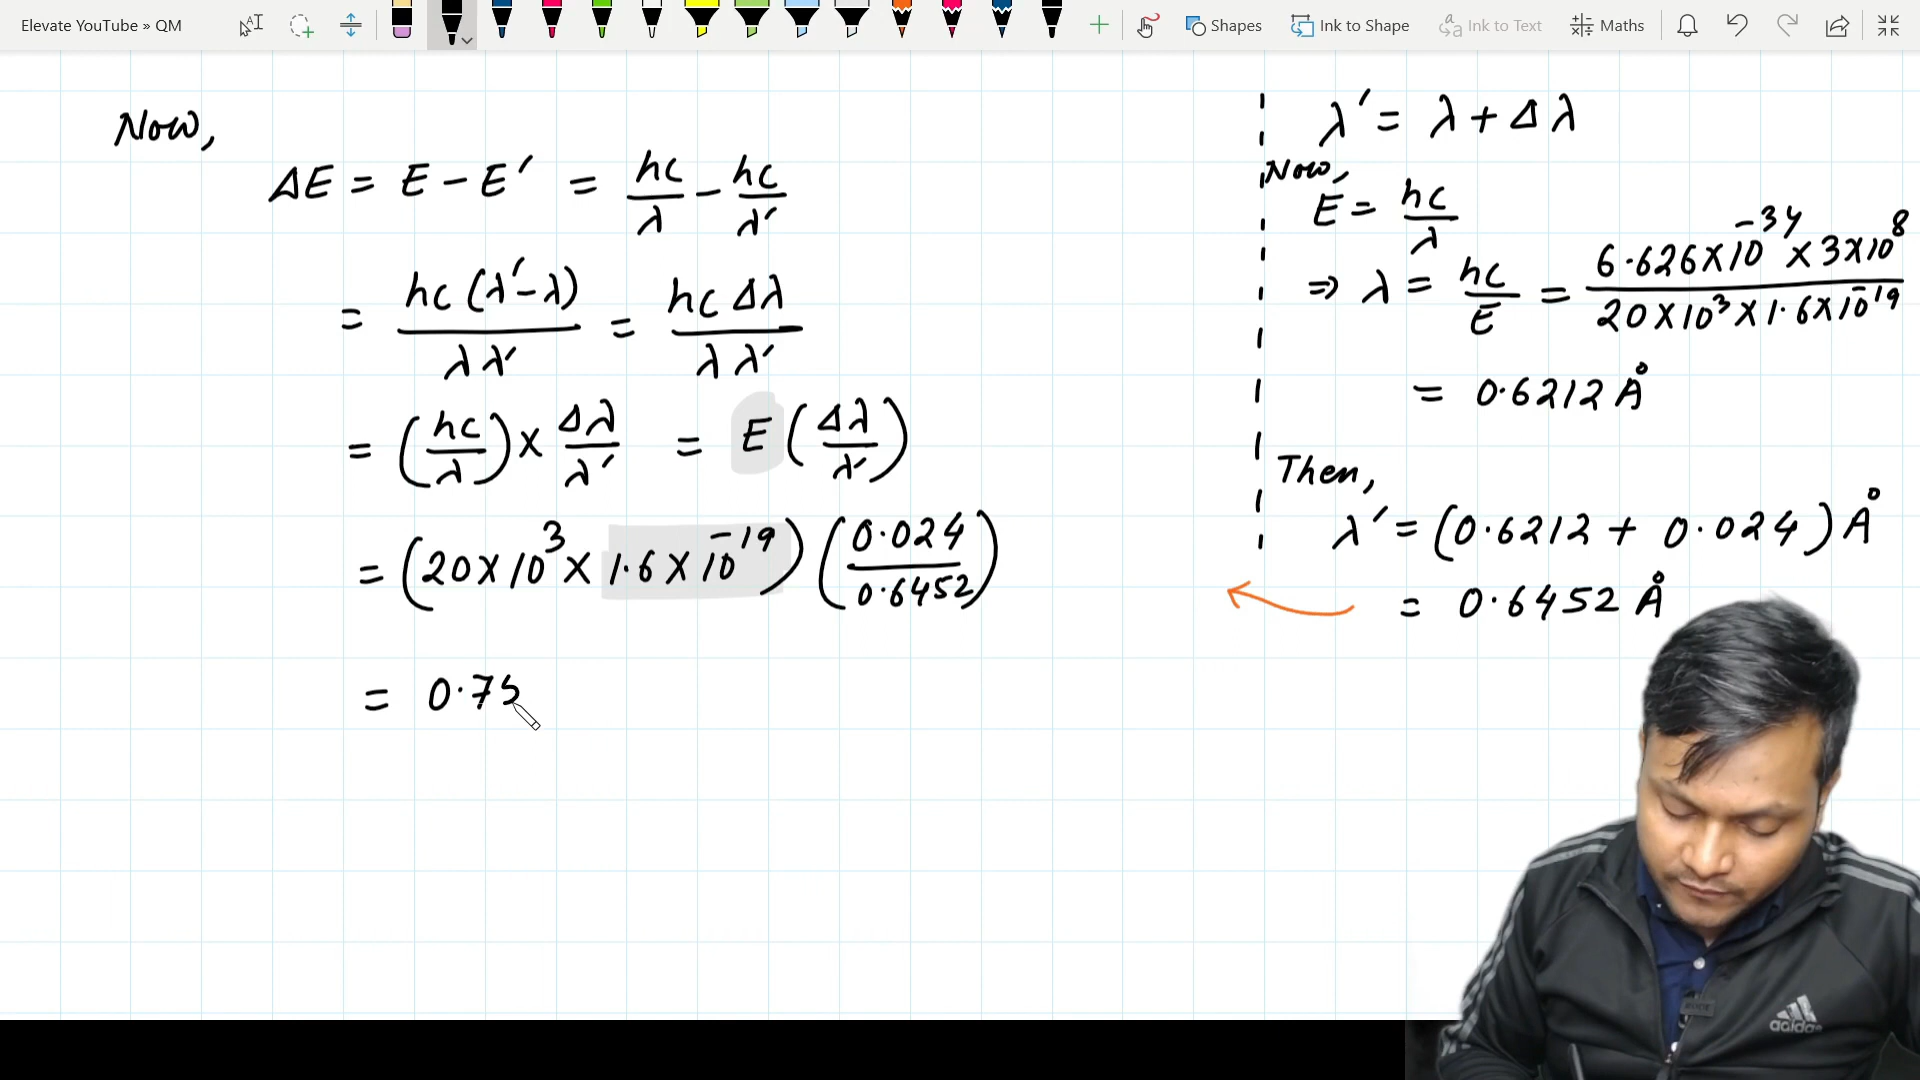 Elevate YouTube » QM
Shapes
Ink to Shape
Ink to Text
Maths
Now,
ΔE = E − E′ = hc/λ − hc/λ′
= hc(λ′−λ)/λλ′ = hcΔλ/λλ′
= (hc/λ) × Δλ/λ′ = E(Δλ/λ′)
= (20×10³×1.6×10⁻¹⁹)(0.024/0.6452)
= 0.75
λ′ = λ + Δλ
Now,
E = hc/λ
⇒ λ = hc/E = 6.626×10⁻³⁴×3×10⁸/20×10³×1.6×10⁻¹⁹
= 0.6212 Å
Then,
λ′ = (0.6212 + 0.024) Å
= 0.6452 Å
adidas